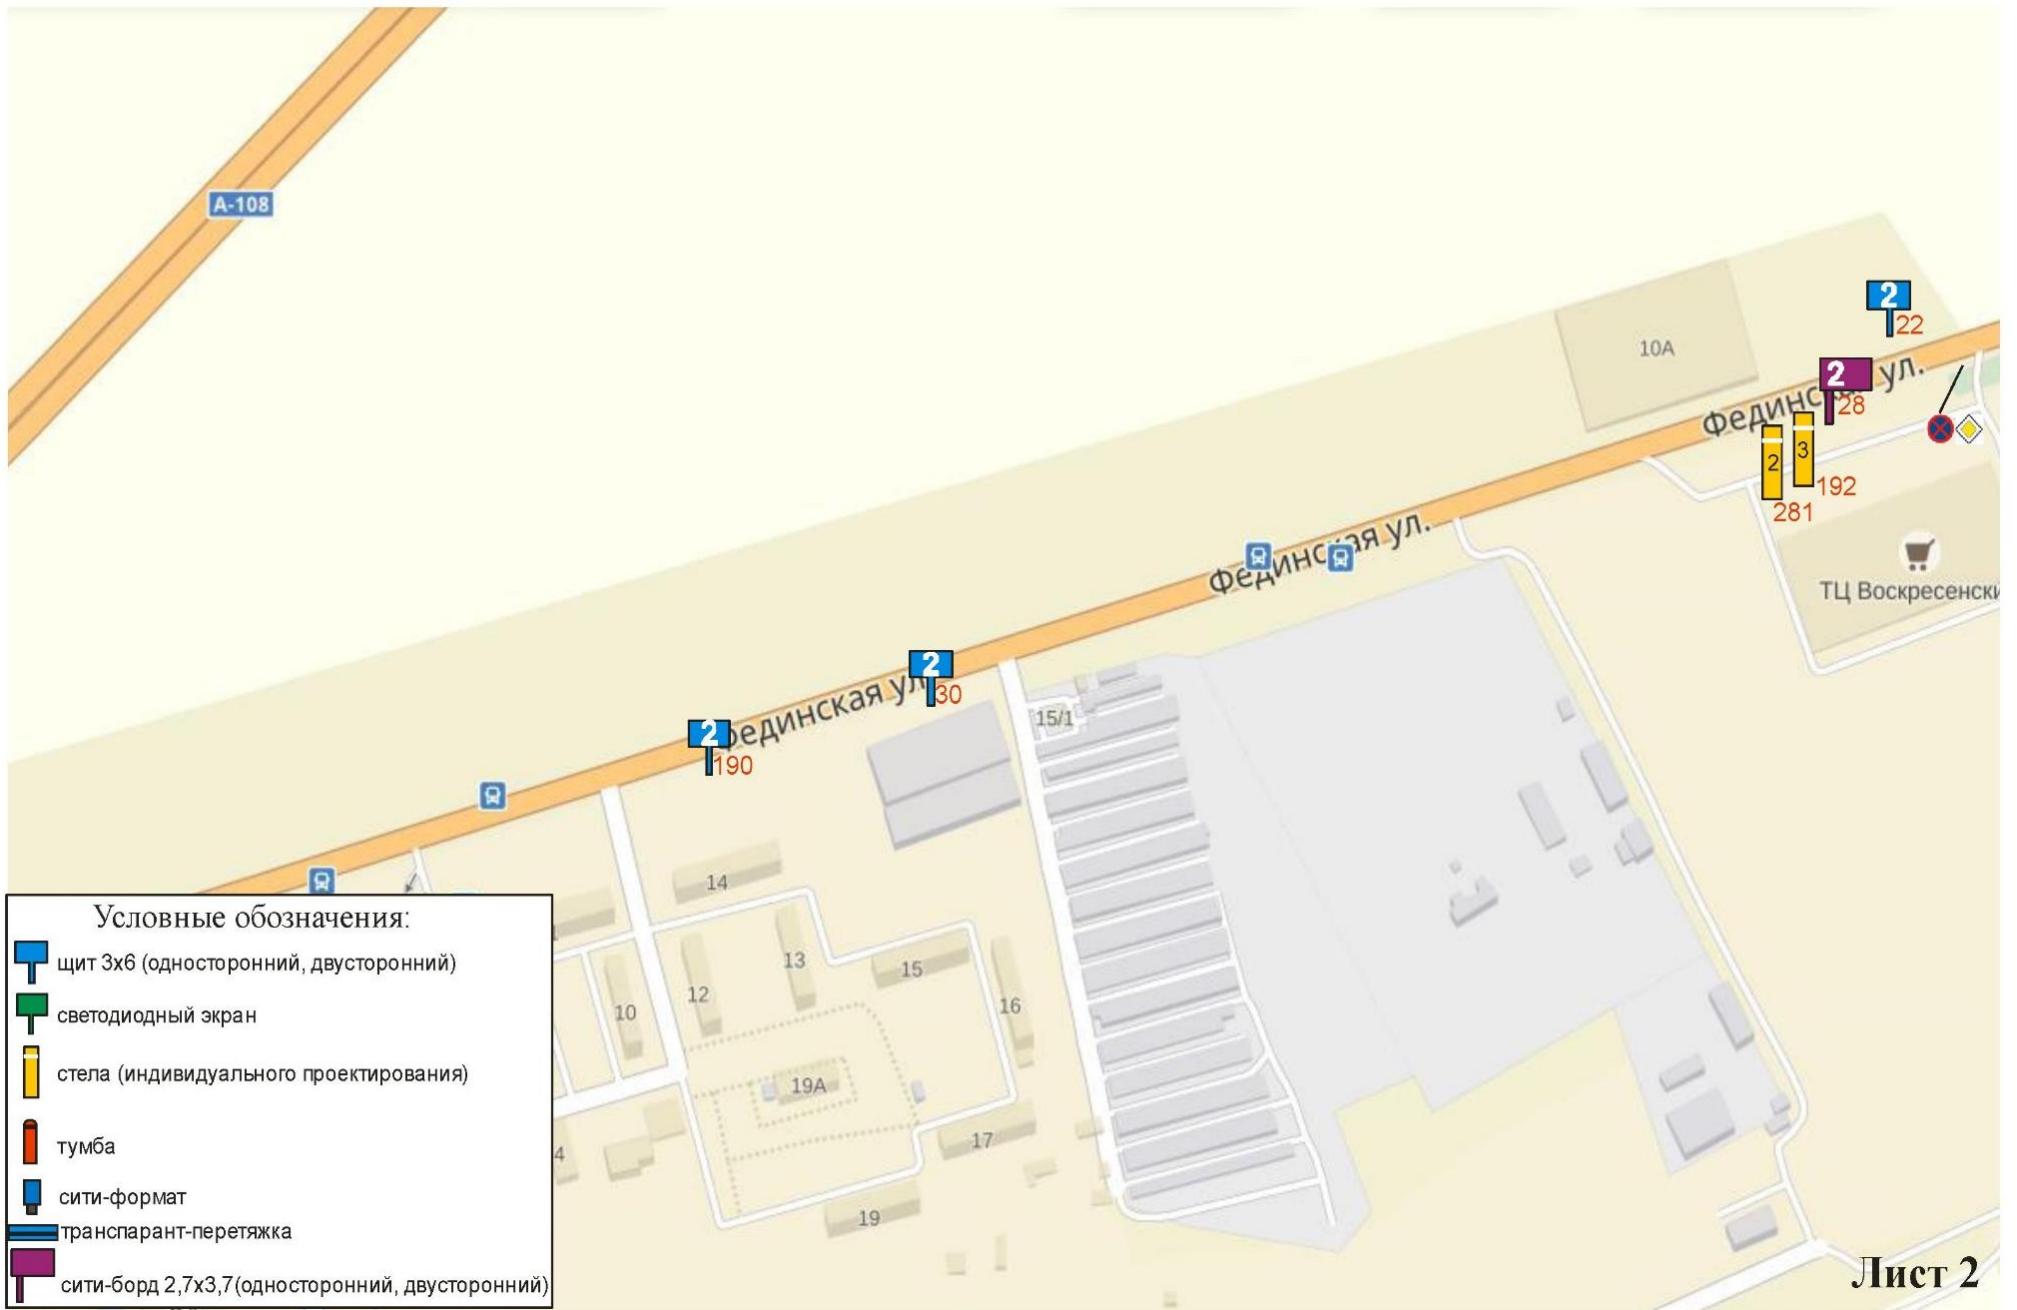 А-108
2
22
10А
2
28
Фединская ул.
2
281
3
192
ТЦ Воскресенски
Фединская ул.
2
30
15/1
2
190
Фединская ул.
14
13
15
12
10
16
19А
17
4
19
Условные обозначения:
щит 3х6 (односторонний, двусторонний)
светодиодный экран
стела (индивидуального проектирования)
тумба
сити-формат
транспарант-перетяжка
сити-борд 2,7х3,7(односторонний, двусторонний)
Лист 2